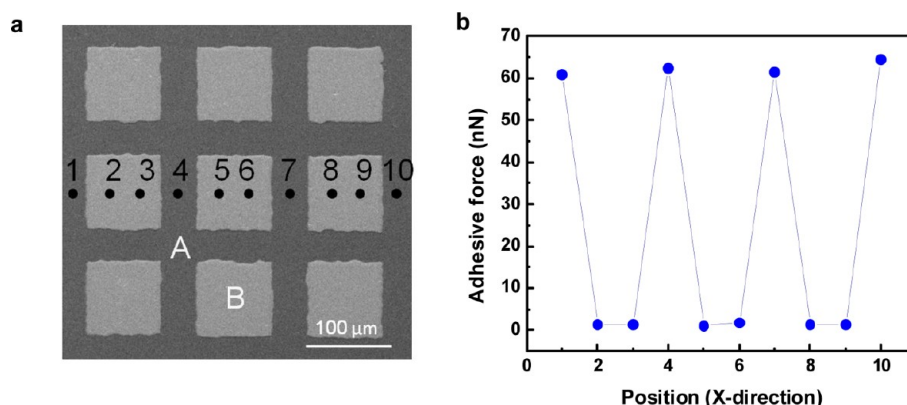 a
1 2 3 4 5 6 7 8 9 10
A
B
100 µm
b
Adhesive force (nN)
70
60
50
40
30
20
10
0
0 2 4 6 8 10
Position (X-direction)